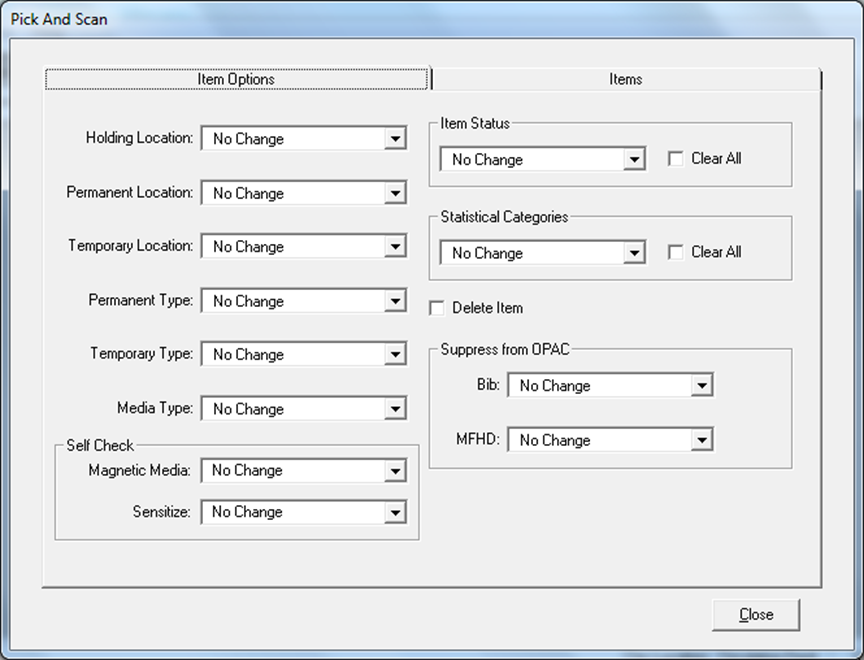 Pick And Scan
Item Options
Items
Holding Location: No Change
Permanent Location: No Change
Temporary Location: No Change
Permanent Type: No Change
Temporary Type: No Change
Media Type: No Change
Self Check
Magnetic Media: No Change
Sensitize: No Change
Item Status
No Change Clear All
Statistical Categories
No Change Clear All
Delete Item
Suppress from OPAC
Bib: No Change
MFHD: No Change
Close